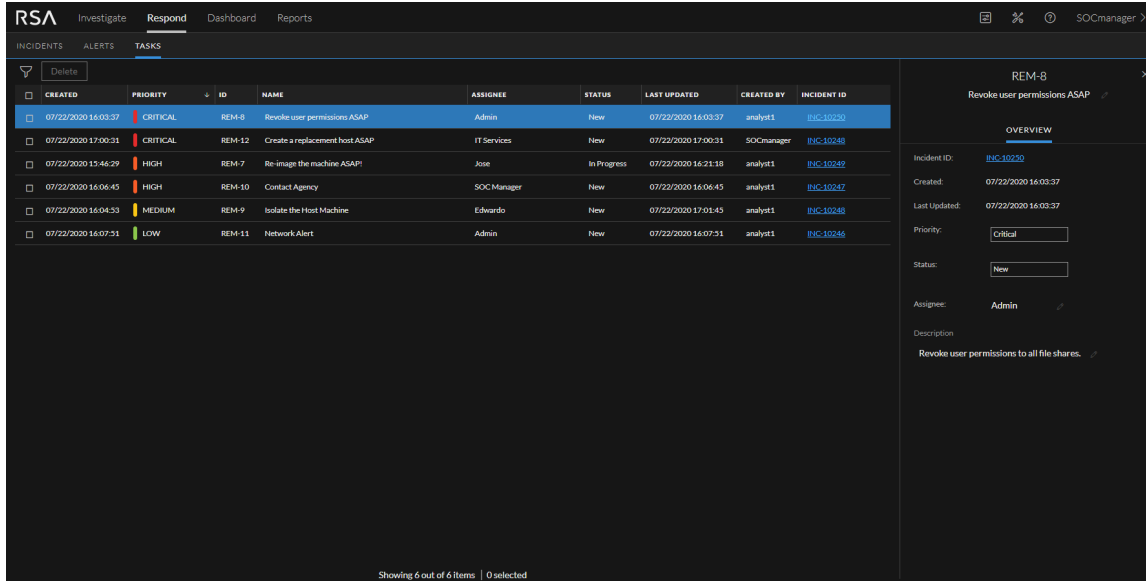 RSA Investigate Respond Dashboard Reports SOCmanager
INCIDENTS ALERTS TASKS
Delete
CREATED PRIORITY ID NAME ASSIGNEE STATUS LAST UPDATED CREATED BY INCIDENT ID
07/22/2020 16:03:37 CRITICAL REM-8 Revoke user permissions ASAP Admin New 07/22/2020 16:03:37 analyst1 INC-10250
07/22/2020 17:00:31 CRITICAL REM-12 Create a replacement host ASAP IT Services New 07/22/2020 17:00:31 SOCmanager INC-10248
07/22/2020 15:46:29 HIGH REM-7 Re-image the machine ASAP! Jose In Progress 07/22/2020 16:21:18 analyst1 INC-10249
07/22/2020 16:06:45 HIGH REM-10 Contact Agency SOC Manager New 07/22/2020 16:06:45 analyst1 INC-10247
07/22/2020 16:04:53 MEDIUM REM-9 Isolate the Host Machine Edwardo New 07/22/2020 17:01:45 analyst1 INC-10248
07/22/2020 16:07:51 LOW REM-11 Network Alert Admin New 07/22/2020 16:07:51 analyst1 INC-10246
Showing 6 out of 6 items | 0 selected
REM-8
Revoke user permissions ASAP
OVERVIEW
Incident ID: INC-10250
Created: 07/22/2020 16:03:37
Last Updated: 07/22/2020 16:03:37
Priority: Critical
Status: New
Assignee: Admin
Description
Revoke user permissions to all file shares.